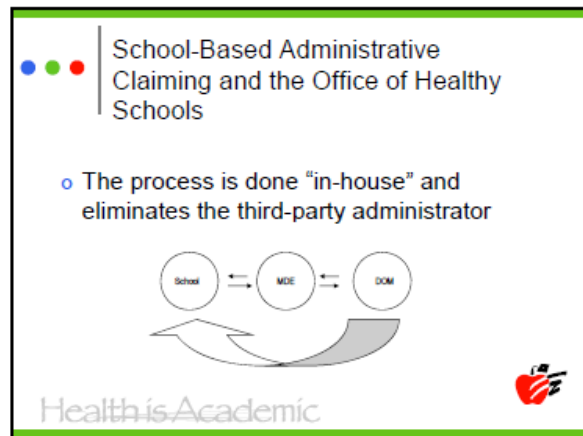 School-Based Administrative
Claiming and the Office of Healthy
Schools
o The process is done “in-house” and
eliminates the third-party administrator
School
MDE
DOM
Health is Academic